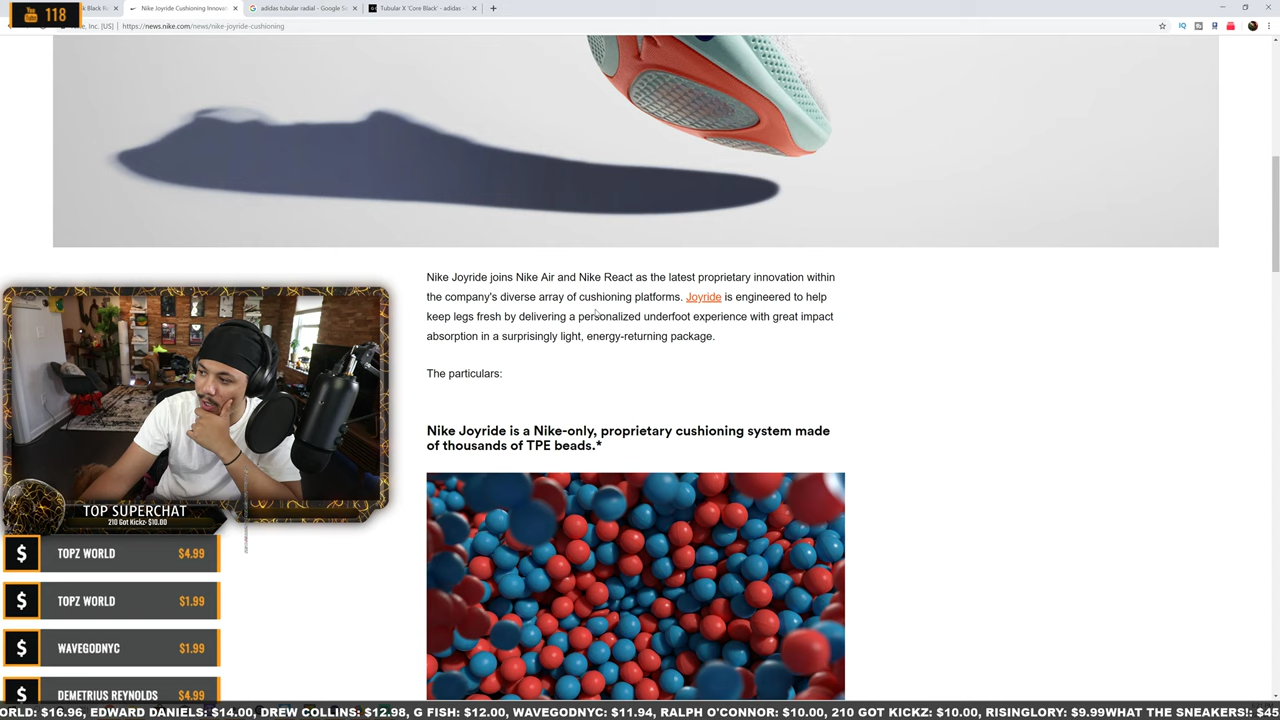 118
ck Black R
Nike Joyride Cushioning Innova
adidas tubular radial - Google S
Tubular X 'Core Black' - adidas -
, Inc. [US] | https://news.nike.com/news/nike-joyride-cushioning
Nike Joyride joins Nike Air and Nike React as the latest proprietary innovation within
the company's diverse array of cushioning platforms. Joyride is engineered to help
keep legs fresh by delivering a personalized underfoot experience with great impact
absorption in a surprisingly light, energy-returning package.
The particulars:
Nike Joyride is a Nike-only, proprietary cushioning system made
of thousands of TPE beads.*
TOP SUPERCHAT
210 Got Kickz- $10.00
$ TOPZ WORLD $4.99
$ TOPZ WORLD $1.99
$ WAVEGODNYC $1.99
$ DEMETRIUS REYNOLDS $4.99
ORLD: $16.96, EDWARD DANIELS: $14.00, DREW COLLINS: $12.98, G FISH: $12.00, WAVEGODNYC: $11.94, RALPH O'CONNOR: $10.00, 210 GOT KICKZ: $10.00, RISINGLORY: $9.99WHAT THE SNEAKERS!: $45